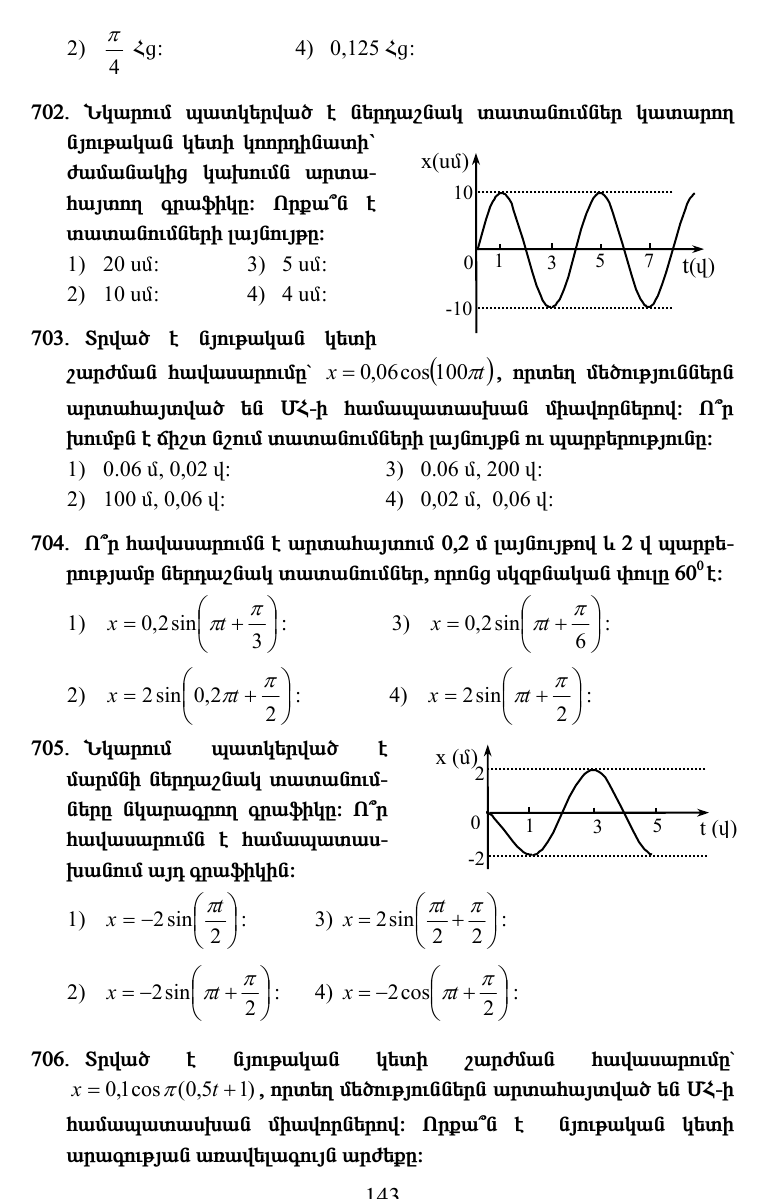 2) π/4 Հց:  4) 0,125 Հց:
702. Նկարում պատկերված է ներդաշնակ տատանումներ կատարող
նյութական կետի կոորդինատի՝
ժամանակից կախումն արտա-
հայտող գրաֆիկը: Որքա՞ն է
տատանումների լայնույթը:
1) 20 սմ:  3) 5 սմ:
2) 10 սմ:  4) 4 սմ:
x(սմ)
10
0 1 3 5 7 t(վ)
-10
703. Տրված է նյութական կետի
շարժման հավասարումը՝ x = 0,06cos(100πt), որտեղ մեծություններն
արտահայտված են ՄՀ-ի համապատասխան միավորներով: Ո՞ր
խումբն է ճիշտ նշում տատանումների լայնույթն ու պարբերությունը:
1) 0.06 մ, 0,02 վ:  3) 0.06 մ, 200 վ:
2) 100 մ, 0,06 վ:  4) 0,02 մ, 0,06 վ:
704. Ո՞ր հավասարումն է արտահայտում 0,2 մ լայնույթով և 2 վ պարբե-
րությամբ ներդաշնակ տատանումներ, որոնց սկզբնական փուլը 60⁰ է:
1) x = 0,2sin(πt + π/3):  3) x = 0,2sin(πt + π/6):
2) x = 2sin(0,2πt + π/2):  4) x = 2sin(πt + π/2):
705. Նկարում պատկերված է
մարմնի ներդաշնակ տատանում-
ները նկարագրող գրաֆիկը: Ո՞ր
հավասարումն է համապատաս-
խանում այդ գրաֆիկին:
x (մ)
2
0 1 3 5 t (վ)
-2
1) x = −2sin(πt/2):  3) x = 2sin(πt/2 + π/2):
2) x = −2sin(πt + π/2):  4) x = −2cos(πt + π/2):
706. Տրված է նյութական կետի շարժման հավասարումը՝
x = 0,1cosπ(0,5t + 1), որտեղ մեծություններն արտահայտված են ՄՀ-ի
համապատասխան միավորներով: Որքա՞ն է նյութական կետի
արագության առավելագույն արժեքը:
143